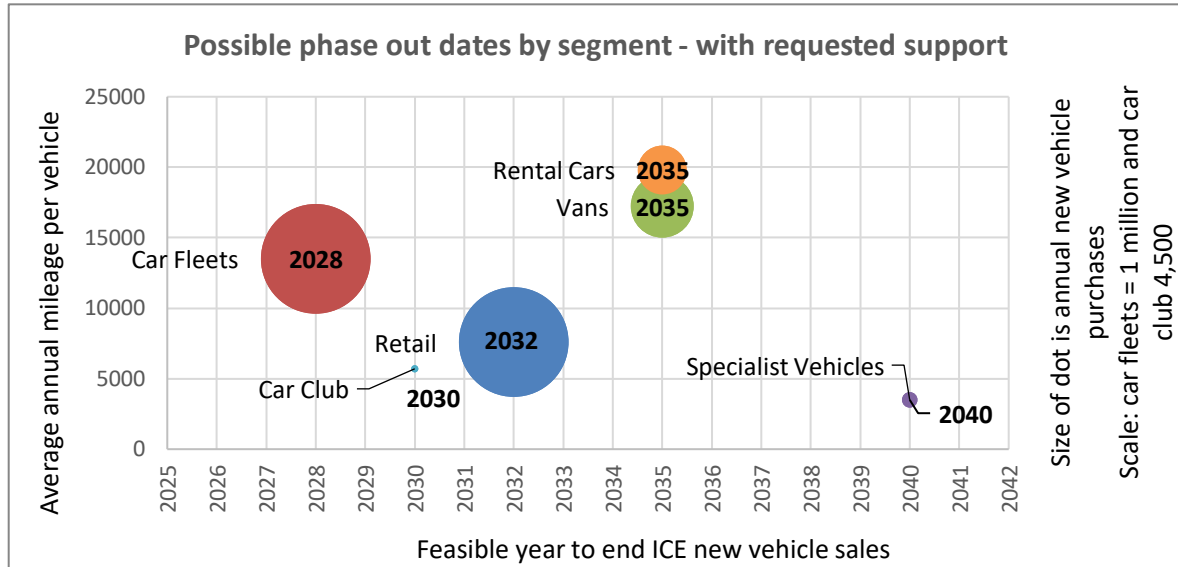 Possible phase out dates by segment - with requested support
Average annual mileage per vehicle
25000
20000
15000
10000
5000
0
Rental Cars
2035
Vans
2035
Car Fleets
2028
Retail
2032
Car Club
2030
Specialist Vehicles
2040
2025
2026
2027
2028
2029
2030
2031
2032
2033
2034
2035
2036
2037
2038
2039
2040
2041
2042
Feasible year to end ICE new vehicle sales
Size of dot is annual new vehicle
purchases
Scale: car fleets = 1 million and car
club 4,500